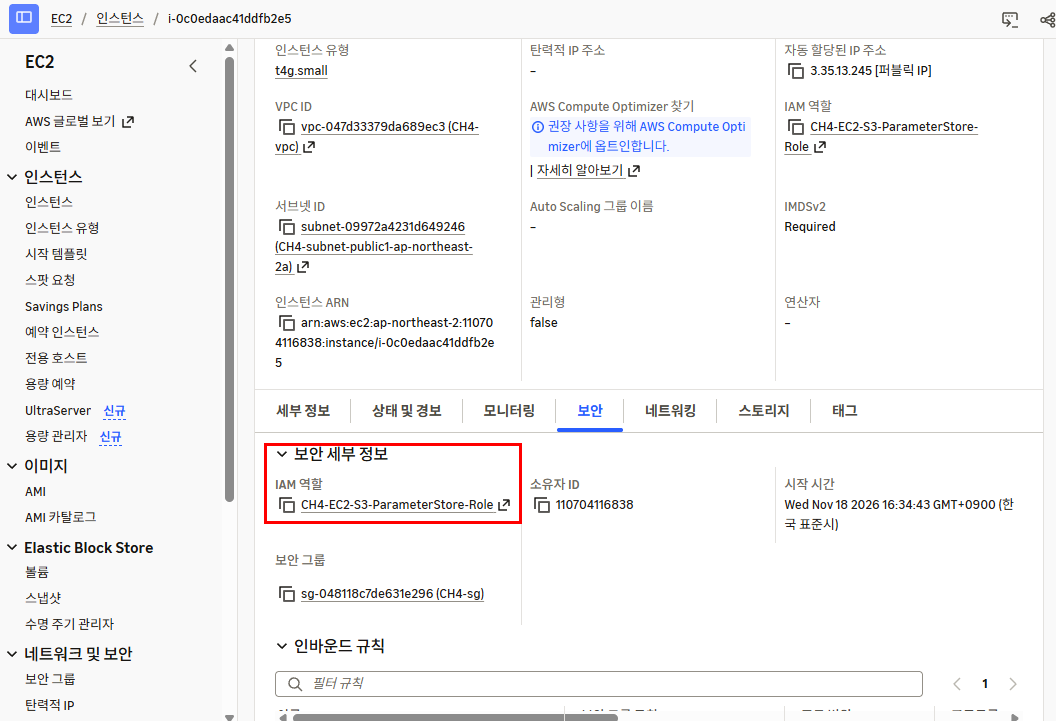 EC2 / 인스턴스 / i-0c0edaac41ddfb2e5
EC2
대시보드
AWS 글로벌 보기
이벤트
인스턴스
인스턴스
인스턴스 유형
시작 템플릿
스팟 요청
Savings Plans
예약 인스턴스
전용 호스트
용량 예약
UltraServer 신규
용량 관리자 신규
이미지
AMI
AMI 카탈로그
Elastic Block Store
볼륨
스냅샷
수명 주기 관리자
네트워크 및 보안
보안 그룹
탄력적 IP
인스턴스 유형
t4g.small
탄력적 IP 주소
–
자동 할당된 IP 주소
3.35.13.245 [퍼블릭 IP]
VPC ID
vpc-047d33379da689ec3 (CH4-
vpc)
AWS Compute Optimizer 찾기
권장 사항을 위해 AWS Compute Opti
mizer에 옵트인합니다.
| 자세히 알아보기
IAM 역할
CH4-EC2-S3-ParameterStore-
Role
서브넷 ID
subnet-09972a4231d649246
(CH4-subnet-public1-ap-northeast-
2a)
Auto Scaling 그룹 이름
–
IMDSv2
Required
인스턴스 ARN
arn:aws:ec2:ap-northeast-2:11070
4116838:instance/i-0c0edaac41ddfb2e
5
관리형
false
연산자
–
세부 정보 상태 및 경보 모니터링 보안 네트워킹 스토리지 태그
보안 세부 정보
IAM 역할
CH4-EC2-S3-ParameterStore-Role
소유자 ID
110704116838
시작 시간
Wed Nov 18 2026 16:34:43 GMT+0900 (한
국 표준시)
보안 그룹
sg-048118c7de631e296 (CH4-sg)
인바운드 규칙
필터 규칙
1